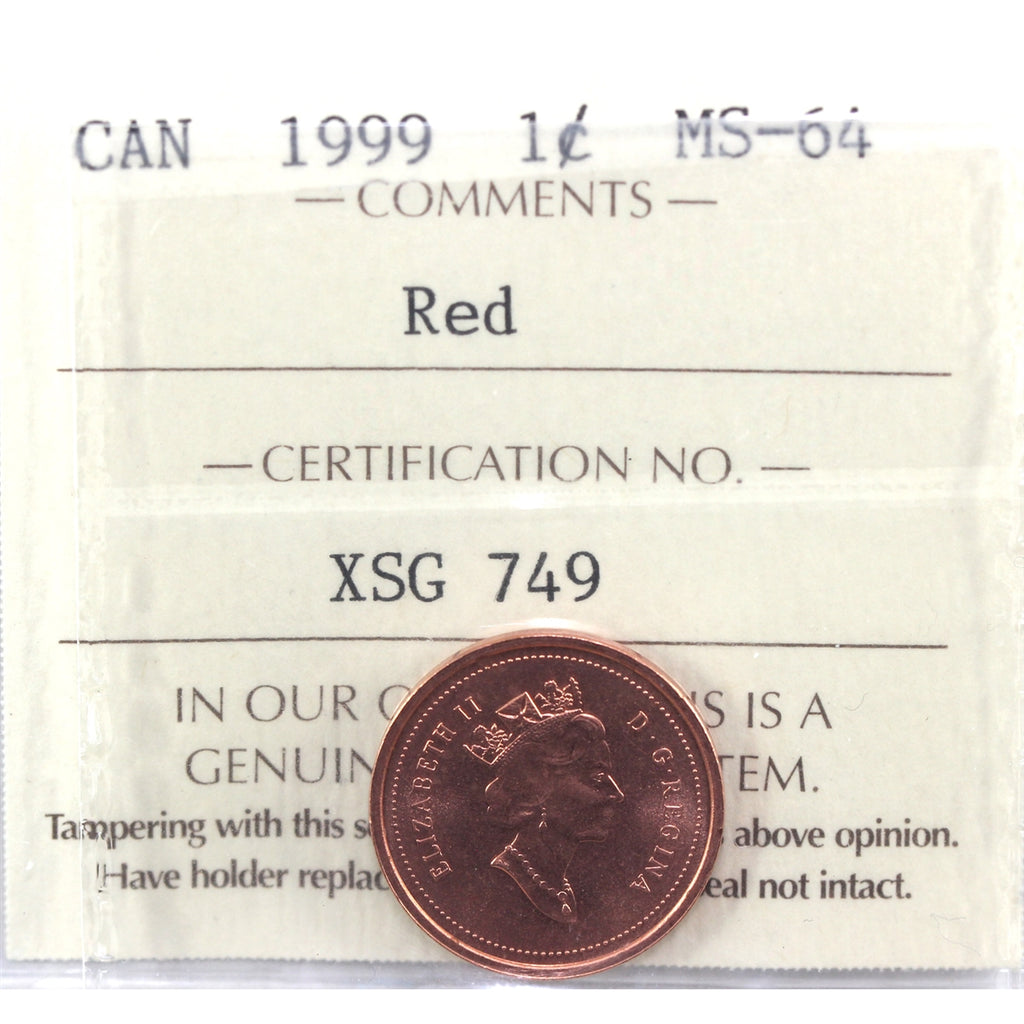 CAN 1999 1¢ MS-64
— COMMENTS —
Red
— CERTIFICATION NO. —
XSG 749
IN OUR O S IS A
GENUIN TEM.
Tampering with this s above opinion.
Have holder replac eal not intact.
ELIZABETH II D·G·REGINA